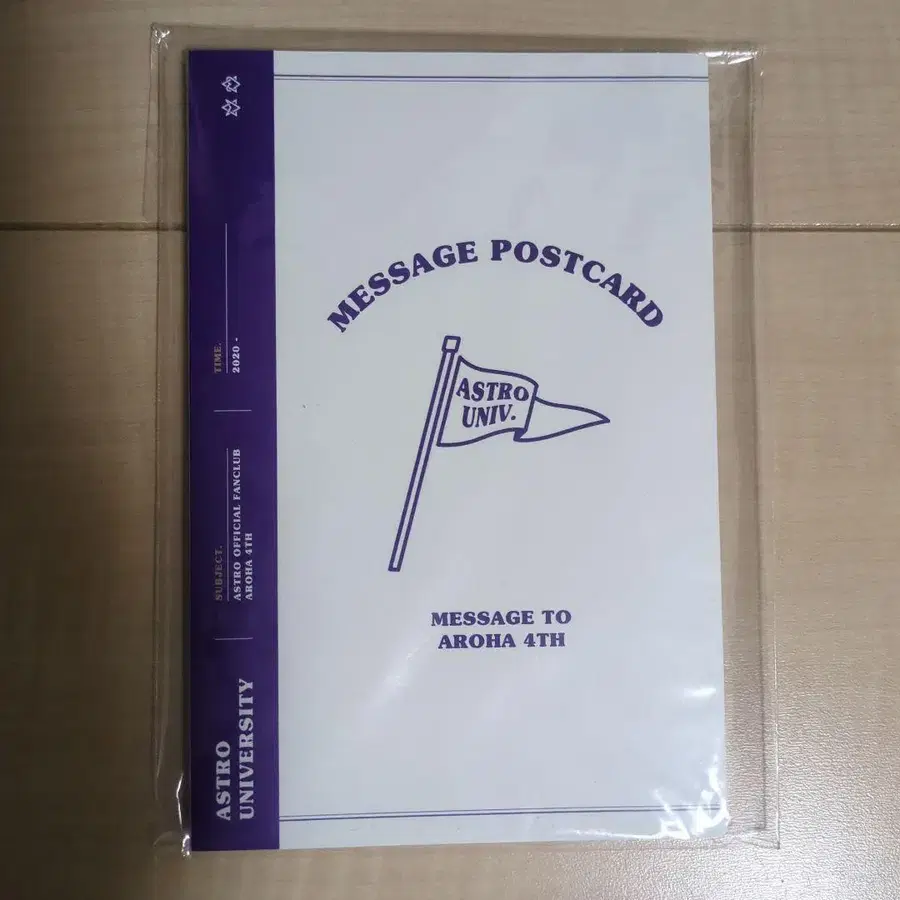 MESSAGE POSTCARD
ASTRO
UNIV.
MESSAGE TO
AROHA 4TH
ASTRO
UNIVERSITY
SUBJECT.
ASTRO OFFICIAL FANCLUB
AROHA 4TH
TIME.
2020 -